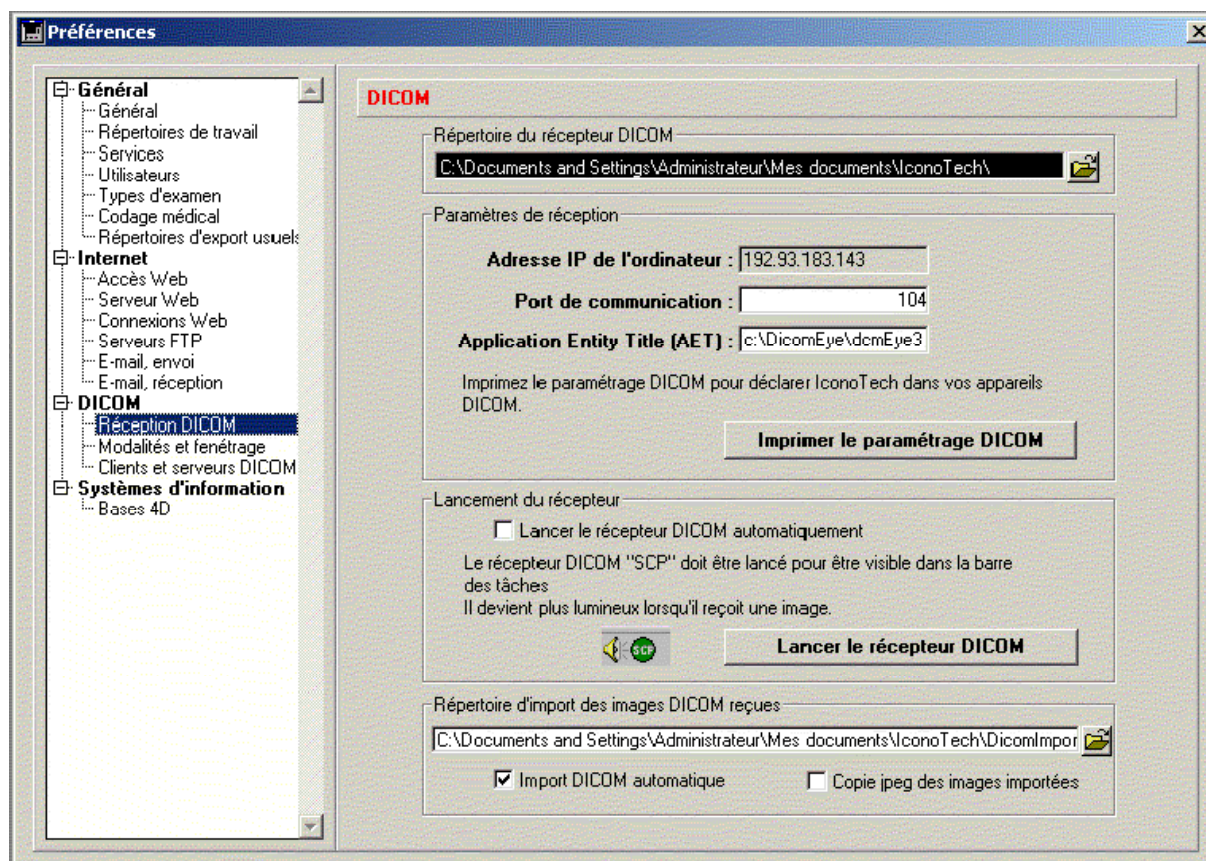 Préférences
Général
Général
Répertoires de travail
Services
Utilisateurs
Types d'examen
Codage médical
Répertoires d'export usuels
Internet
Accès Web
Serveur Web
Connexions Web
Serveurs FTP
E-mail, envoi
E-mail, réception
DICOM
Réception DICOM
Modalités et fenêtrage
Clients et serveurs DICOM
Systèmes d'information
Bases 4D
DICOM
Répertoire du récepteur DICOM
C:\Documents and Settings\Administrateur\Mes documents\IconoTech\
Paramètres de réception
Adresse IP de l'ordinateur : 192.93.183.143
Port de communication : 104
Application Entity Title (AET) : c:\DicomEye\dcmEye3
Imprimez le paramétrage DICOM pour déclarer IconoTech dans vos appareils
DICOM.
Imprimer le paramétrage DICOM
Lancement du récepteur
Lancer le récepteur DICOM automatiquement
Le récepteur DICOM "SCP" doit être lancé pour être visible dans la barre
des tâches
Il devient plus lumineux lorsqu'il reçoit une image.
SCP
Lancer le récepteur DICOM
Répertoire d'import des images DICOM reçues
C:\Documents and Settings\Administrateur\Mes documents\IconoTech\DicomImpor
Import DICOM automatique
Copie jpeg des images importées